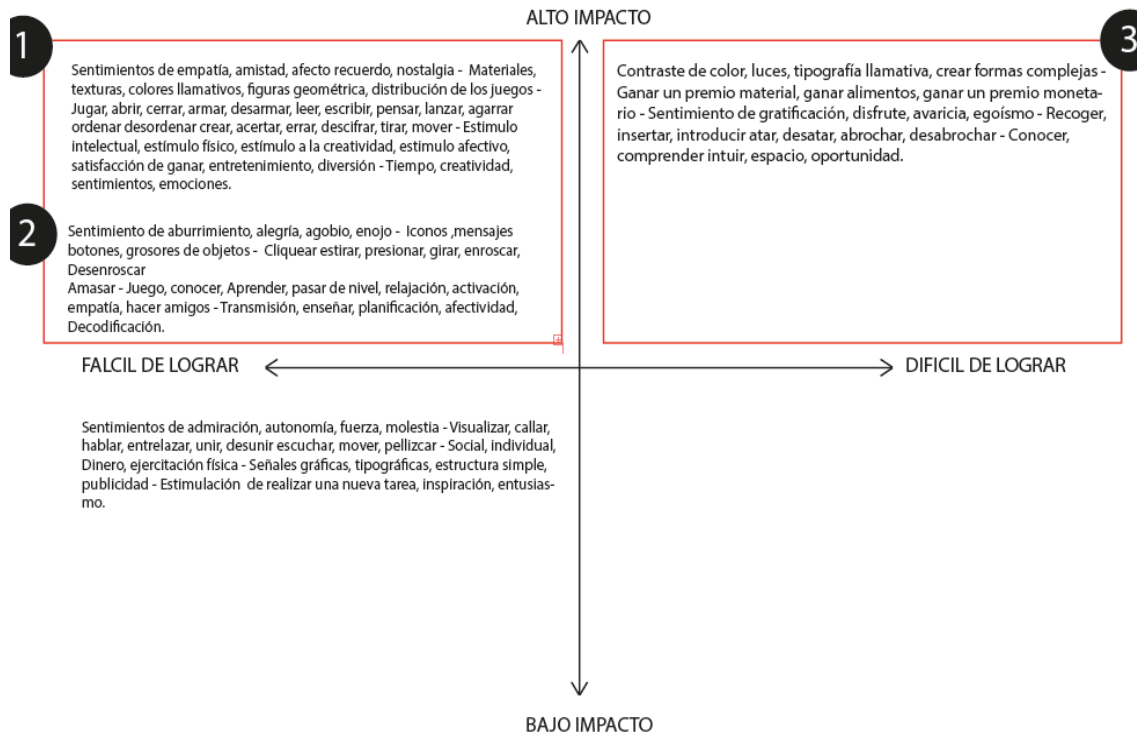 ALTO IMPACTO
1
Sentimientos de empatía, amistad, afecto recuerdo, nostalgia - Materiales,
texturas, colores llamativos, figuras geométrica, distribución de los juegos -
Jugar, abrir, cerrar, armar, desarmar, leer, escribir, pensar, lanzar, agarrar
ordenar desordenar crear, acertar, errar, descifrar, tirar, mover - Estimulo
intelectual, estímulo físico, estímulo a la creatividad, estimulo afectivo,
satisfacción de ganar, entretenimiento, diversión - Tiempo, creatividad,
sentimientos, emociones.
2
Sentimiento de aburrimiento, alegría, agobio, enojo - Iconos ,mensajes
botones, grosores de objetos - Cliquear estirar, presionar, girar, enroscar,
Desenroscar
Amasar - Juego, conocer, Aprender, pasar de nivel, relajación, activación,
empatía, hacer amigos - Transmisión, enseñar, planificación, afectividad,
Decodificación.
3
Contraste de color, luces, tipografía llamativa, crear formas complejas -
Ganar un premio material, ganar alimentos, ganar un premio moneta-
rio - Sentimiento de gratificación, disfrute, avaricia, egoísmo - Recoger,
insertar, introducir atar, desatar, abrochar, desabrochar - Conocer,
comprender intuir, espacio, oportunidad.
FALCIL DE LOGRAR
DIFICIL DE LOGRAR
Sentimientos de admiración, autonomía, fuerza, molestia - Visualizar, callar,
hablar, entrelazar, unir, desunir escuchar, mover, pellizcar - Social, individual,
Dinero, ejercitación física - Señales gráficas, tipográficas, estructura simple,
publicidad - Estimulación de realizar una nueva tarea, inspiración, entusias-
mo.
BAJO IMPACTO